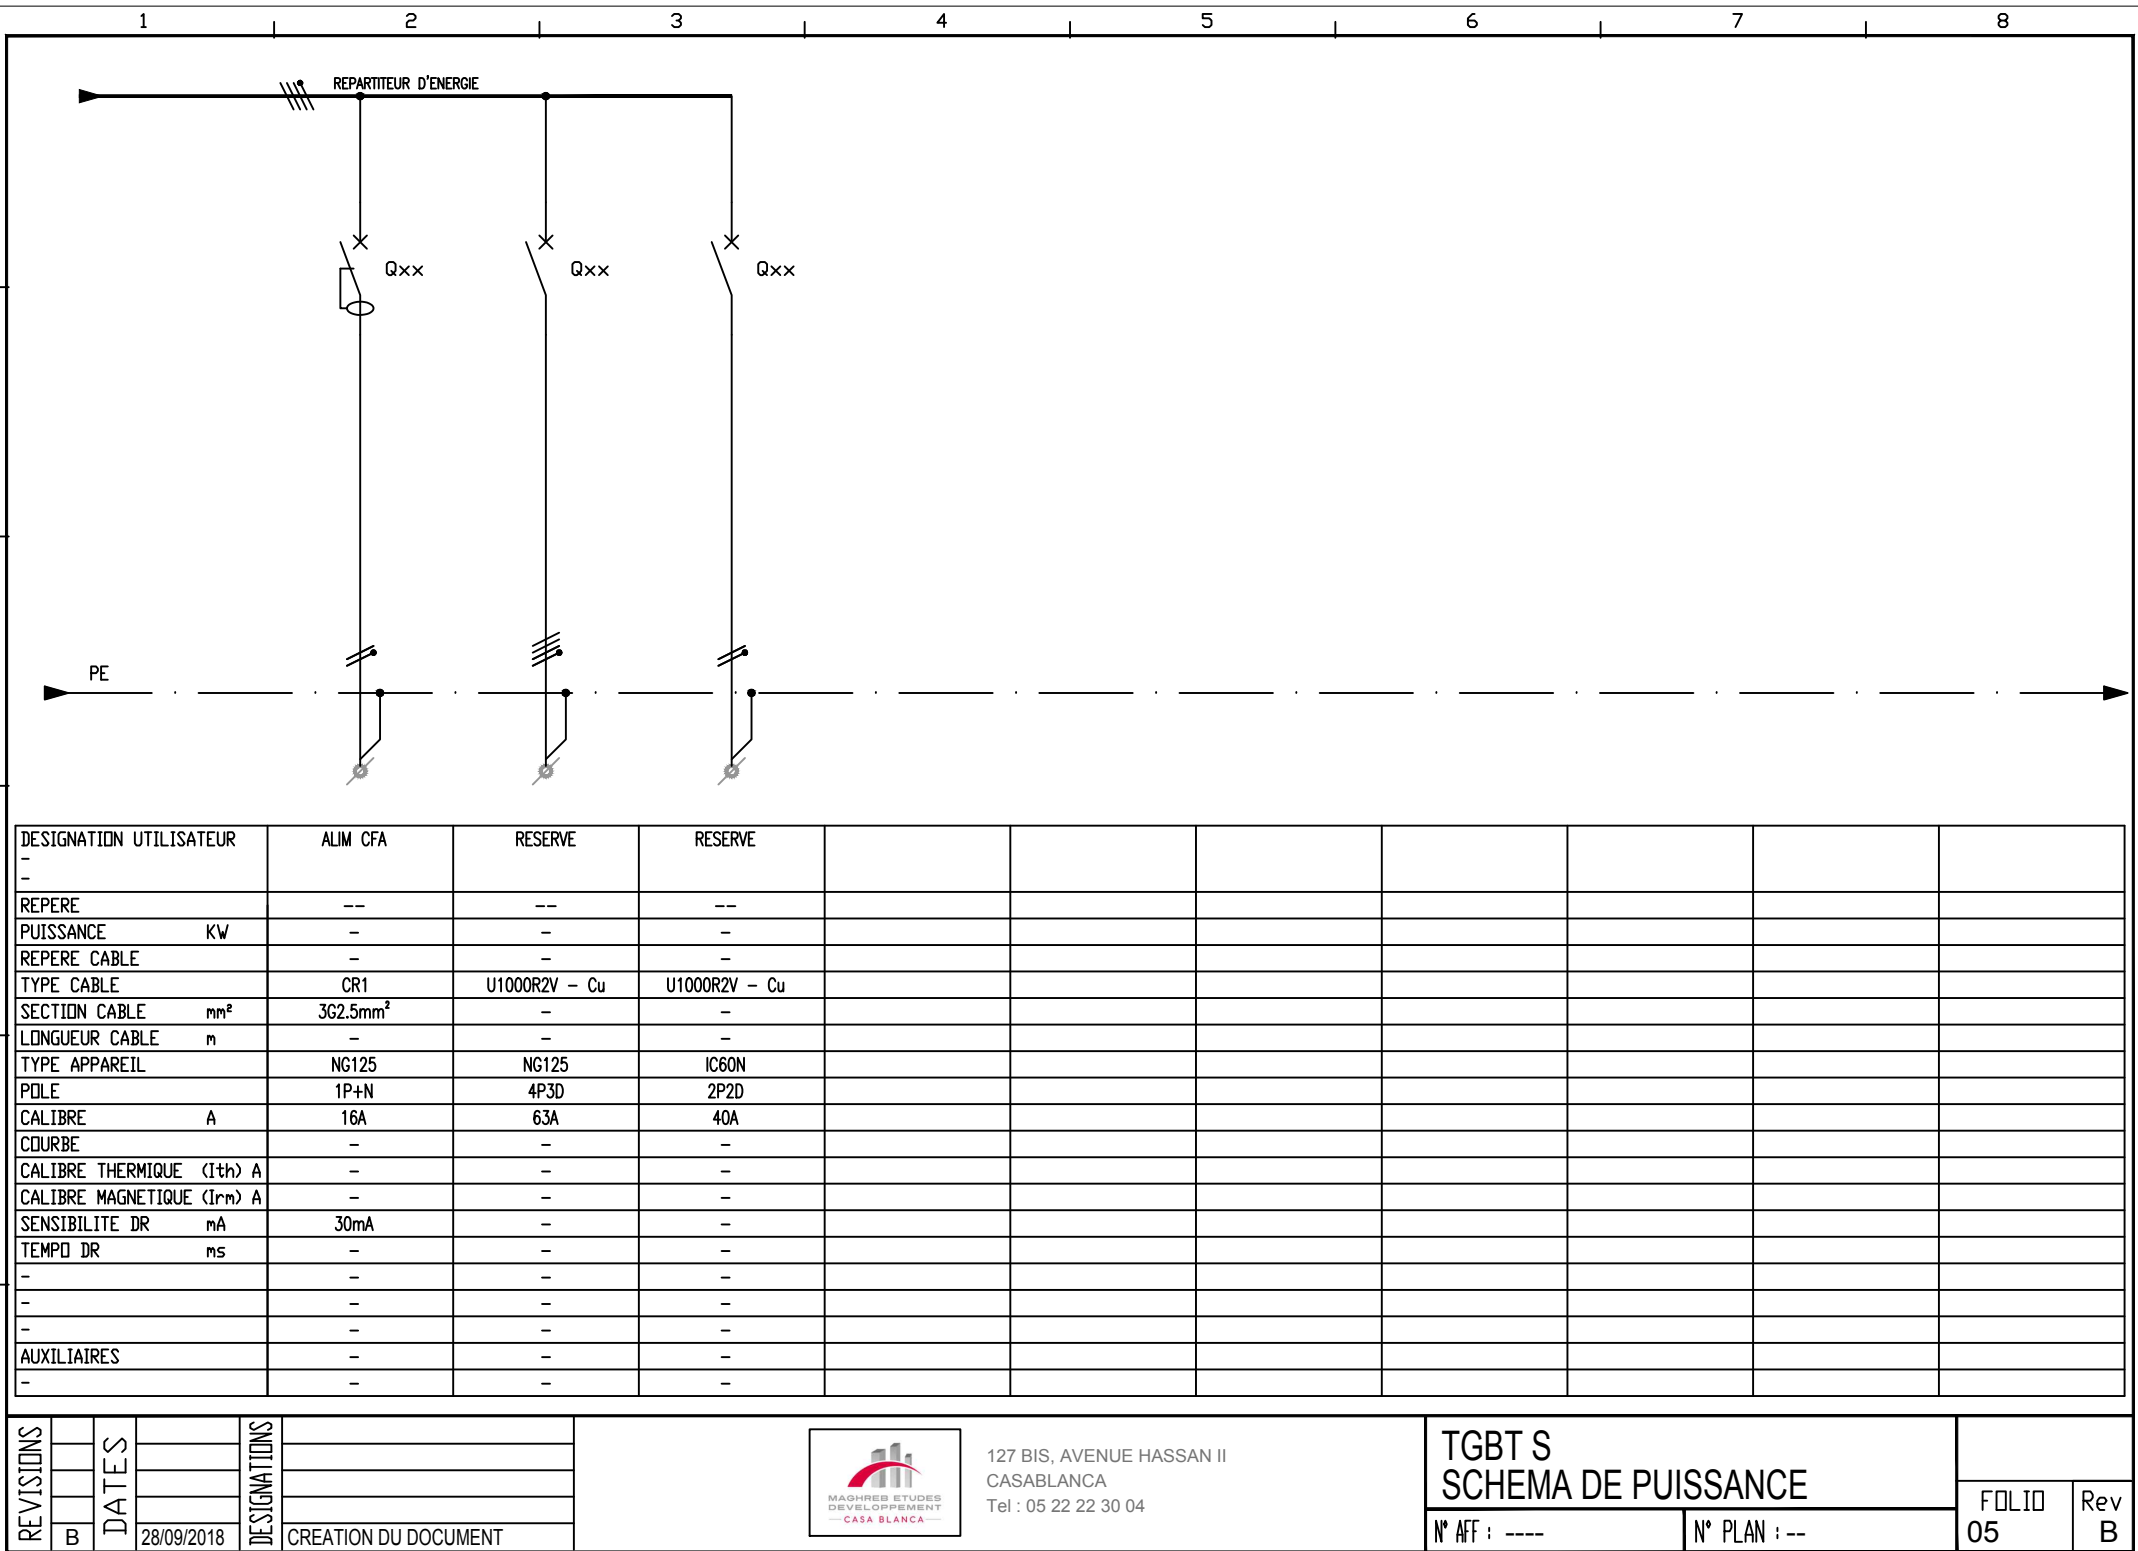 1 2 3 4 5 6 7 8
REPARTITEUR D'ENERGIE
Qxx Qxx Qxx
PE
DESIGNATION UTILISATEUR ALIM CFA RESERVE RESERVE
-
-
REPERE -- -- --
PUISSANCE KW - - -
REPERE CABLE - - -
TYPE CABLE CR1 U1000R2V - Cu U1000R2V - Cu
SECTION CABLE mm² 3G2.5mm² - -
LONGUEUR CABLE m - - -
TYPE APPAREIL NG125 NG125 IC60N
POLE 1P+N 4P3D 2P2D
CALIBRE A 16A 63A 40A
COURBE - - -
CALIBRE THERMIQUE (Ith) A - - -
CALIBRE MAGNETIQUE (Irm) A - - -
SENSIBILITE DR mA 30mA - -
TEMPO DR ms - - -
- - - -
- - - -
- - - -
AUXILIAIRES - - -
- - - -
REVISIONS
B
DATES
28/09/2018
DESIGNATIONS
CREATION DU DOCUMENT
MAGHREB ETUDES
DEVELOPPEMENT
CASA BLANCA
127 BIS, AVENUE HASSAN II
CASABLANCA
Tel : 05 22 22 30 04
TGBT S
SCHEMA DE PUISSANCE
N° AFF : ----
N° PLAN : --
FOLIO
05
Rev
B